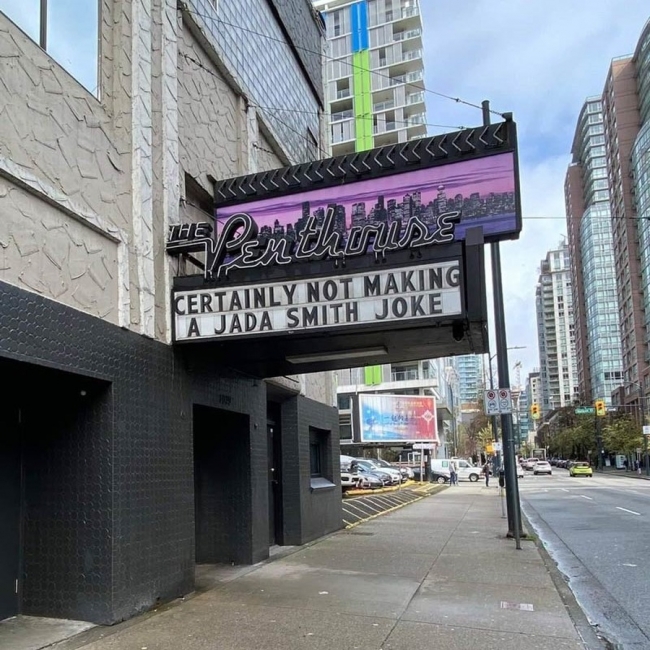 THE Penthouse
CERTAINLY NOT MAKING
A JADA SMITH JOKE